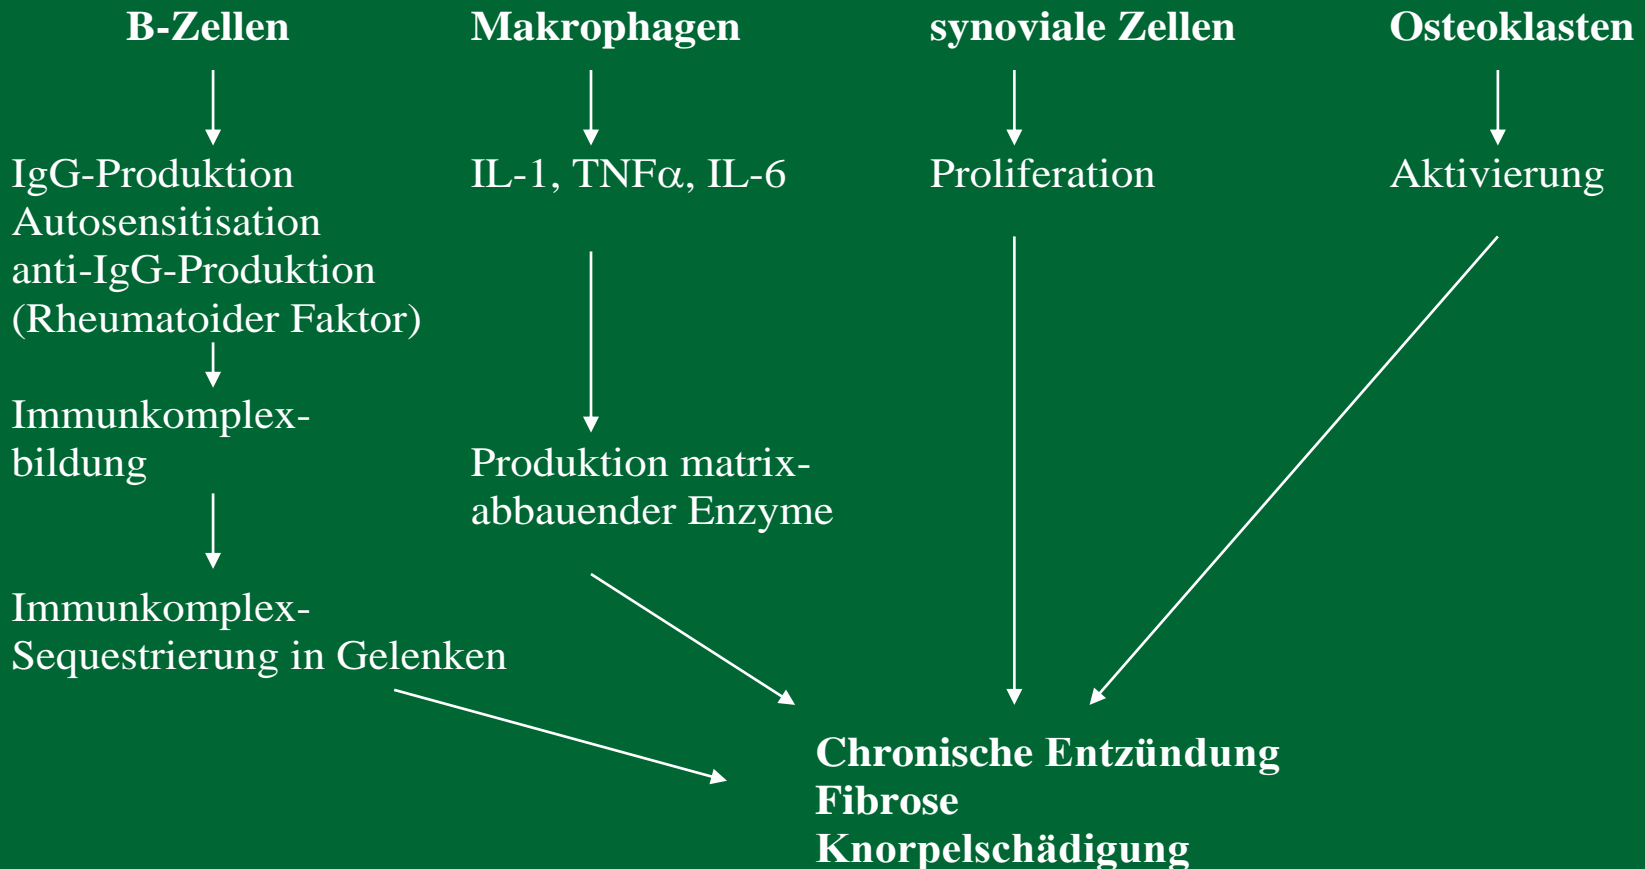 B-Zellen
Makrophagen
synoviale Zellen
Osteoklasten
IgG-Produktion
Autosensitisation
anti-IgG-Produktion
(Rheumatoider Faktor)
IL-1, TNFα, IL-6
Proliferation
Aktivierung
Immunkomplex-
bildung
Produktion matrix-
abbauender Enzyme
Immunkomplex-
Sequestrierung in Gelenken
Chronische Entzündung
Fibrose
Knorpelschädigung